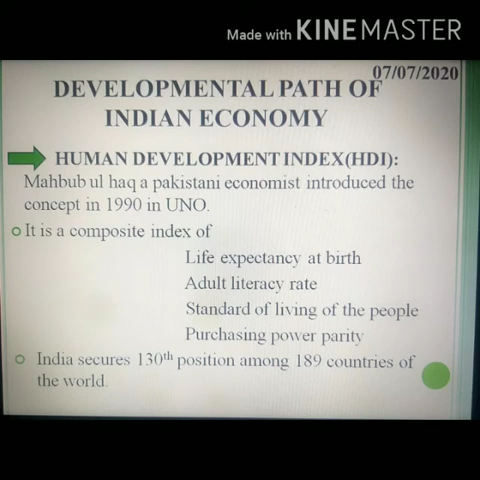 Made with KINEMASTER
07/07/2020
DEVELOPMENTAL PATH OF
INDIAN ECONOMY
HUMAN DEVELOPMENT INDEX(HDI):
Mahbub ul haq a pakistani economist introduced the
concept in 1990 in UNO.
It is a composite index of
Life expectancy at birth
Adult literacy rate
Standard of living of the people
Purchasing power parity
India secures 130th position among 189 countries of
the world.